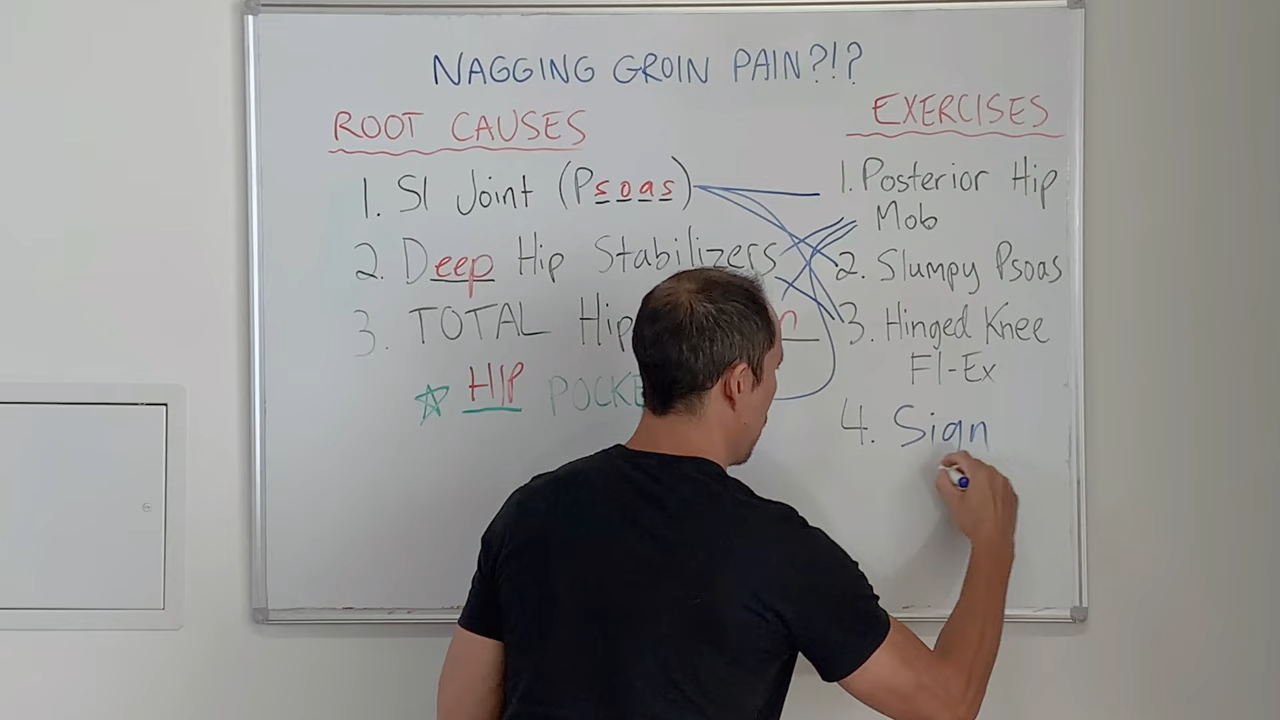 NAGGING GROIN PAIN?!?
ROOT CAUSES
1. SI Joint (Psoas)
2. Deep Hip Stabilizers
3. TOTAL Hip
HIP
EXERCISES
1. Posterior Hip
Mob
2. Slumpy Psoas
3. Hinged Knee
Fl-Ex
4. Sign